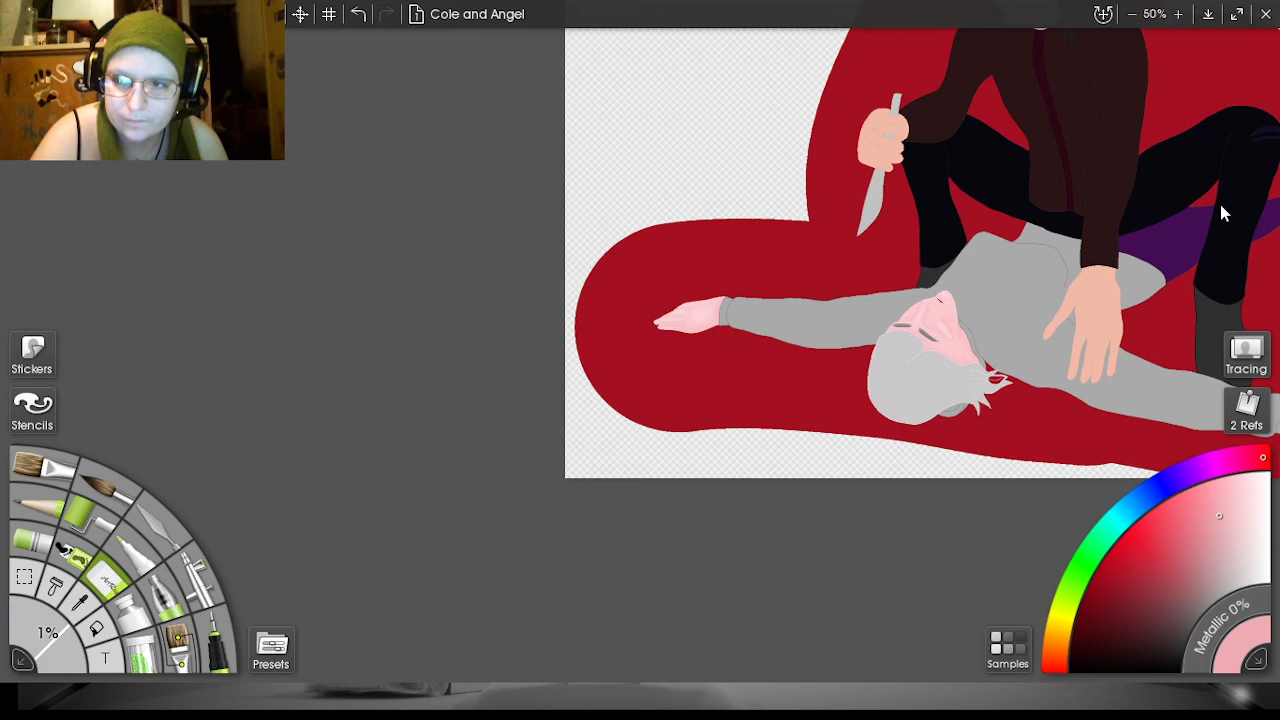 Cole and Angel
50%
Stickers
Stencils
Tracing
2 Refs
1%
T
Presets
Samples
Metallic 0%